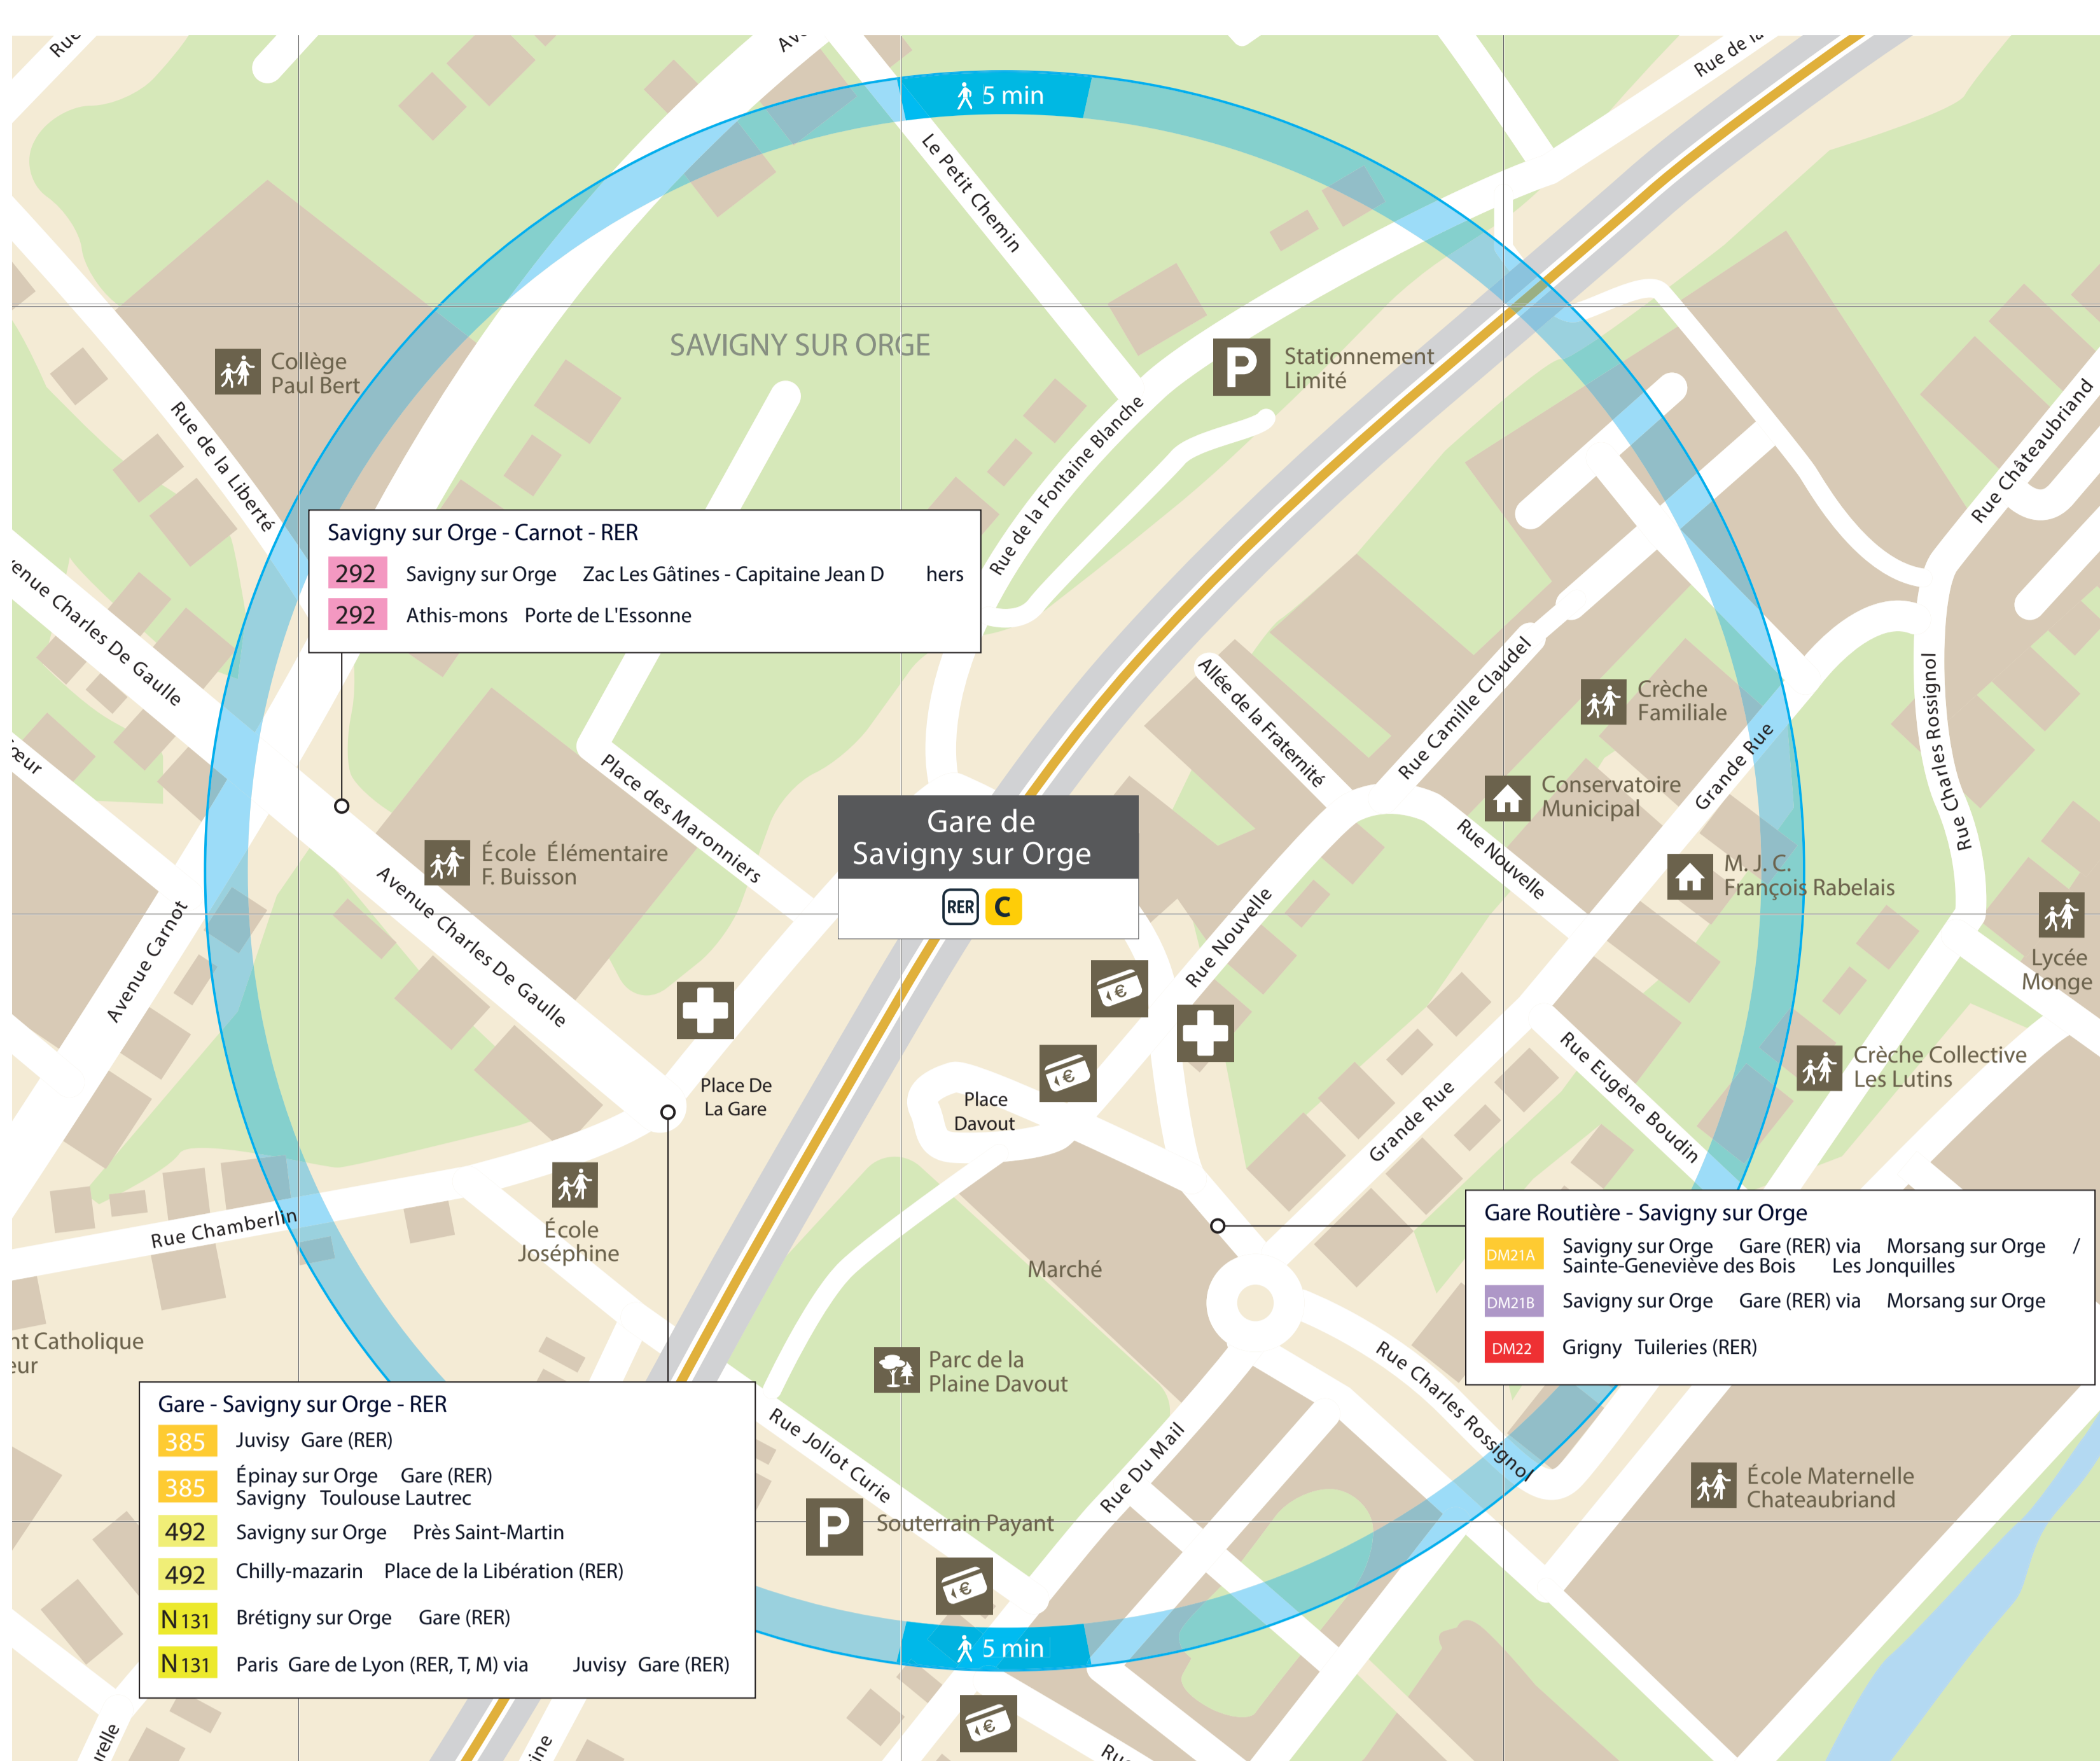 5 min
Le Petit Chemin
SAVIGNY SUR ORGE
Collège
Paul Bert
Stationnement
Limité
Rue de la Liberté
Rue de la Fontaine Blanche
Rue Châteaubriand
Savigny sur Orge - Carnot - RER
292 Savigny sur Orge Zac Les Gâtines - Capitaine Jean D hers
292 Athis-mons Porte de L'Essonne
enue Charles De Gaulle
Allée de la Fraternité
Rue Camille Claudel
Crèche
Familiale
Grande Rue
Rue Charles Rossignol
Place des Maronniers
Conservatoire
Municipal
Gare de
Savigny sur Orge
RER C
École Élémentaire
F. Buisson
Rue Nouvelle
M. J. C.
François Rabelais
Avenue Charles De Gaulle
Avenue Carnot
Rue Nouvelle
Lycée
Monge
Crèche Collective
Les Lutins
Rue Eugène Boudin
Place De
La Gare
Place
Davout
Grande Rue
École
Joséphine
Rue Chamberlin
Marché
Gare Routière - Savigny sur Orge
DM21A Savigny sur Orge Gare (RER) via Morsang sur Orge /
Sainte-Geneviève des Bois Les Jonquilles
DM21B Savigny sur Orge Gare (RER) via Morsang sur Orge
DM22 Grigny Tuileries (RER)
nt Catholique
eur
Parc de la
Plaine Davout
Rue Charles Rossignol
Rue Joliot Curie
Rue Du Mail
École Maternelle
Chateaubriand
P Souterrain Payant
Gare - Savigny sur Orge - RER
385 Juvisy Gare (RER)
385 Épinay sur Orge Gare (RER)
Savigny Toulouse Lautrec
492 Savigny sur Orge Près Saint-Martin
492 Chilly-mazarin Place de la Libération (RER)
N 131 Brétigny sur Orge Gare (RER)
N 131 Paris Gare de Lyon (RER, T, M) via Juvisy Gare (RER)
5 min